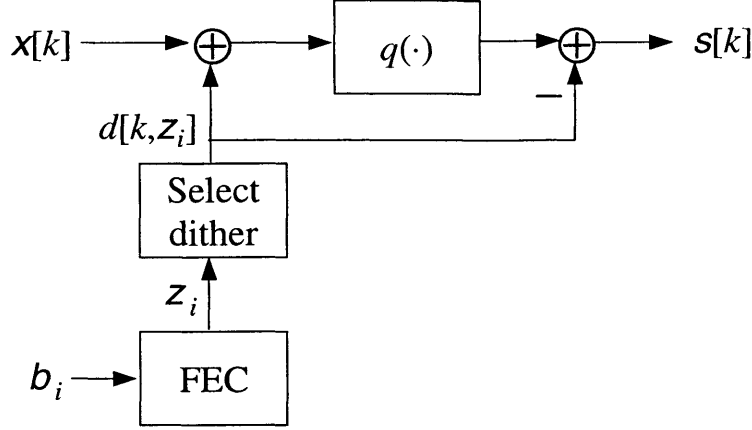 x[k]
+
q(·)
+
s[k]
−
d[k,z_i]
Select
dither
z_i
b_i
FEC